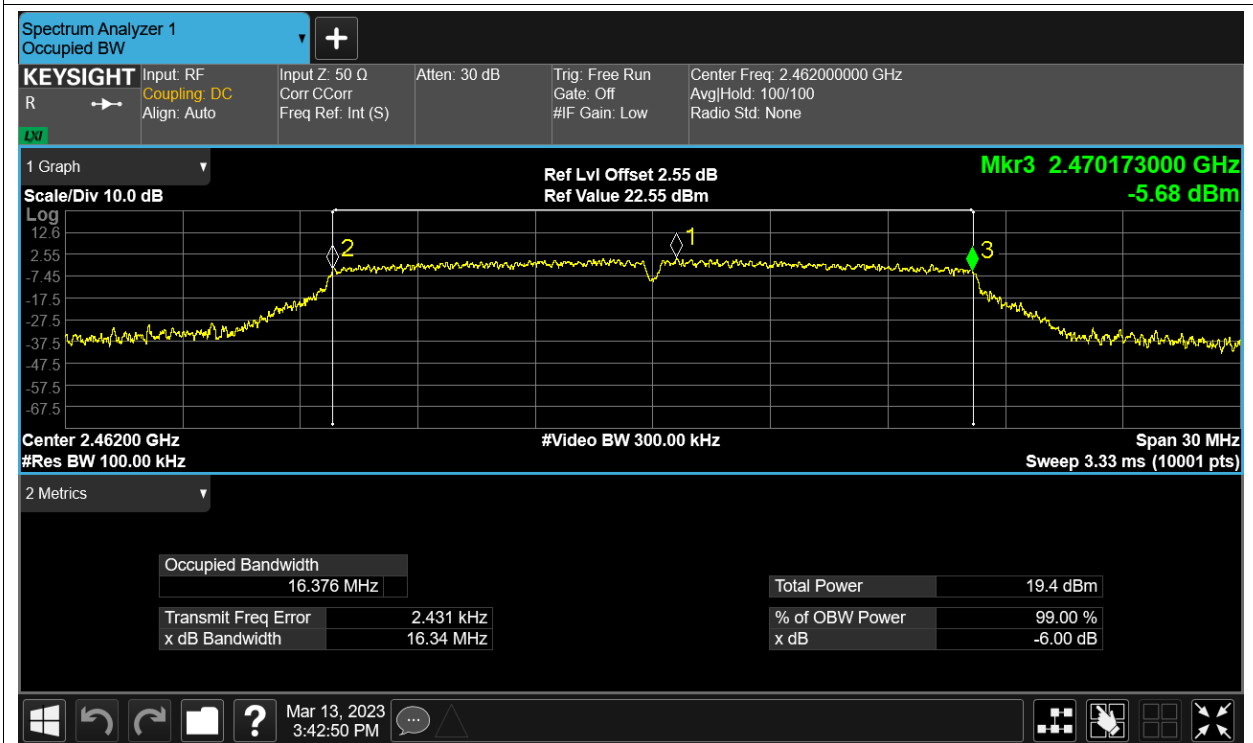 Spectrum Analyzer 1
Occupied BW
KEYSIGHT
R
LXI
Input: RF
Coupling: DC
Align: Auto
Input Z: 50 Ω
Corr CCorr
Freq Ref: Int (S)
Atten: 30 dB
Trig: Free Run
Gate: Off
#IF Gain: Low
Center Freq: 2.462000000 GHz
Avg|Hold: 100/100
Radio Std: None
1 Graph
Scale/Div 10.0 dB
Ref Lvl Offset 2.55 dB
Ref Value 22.55 dBm
Mkr3 2.470173000 GHz
-5.68 dBm
Log
12.6
2.55
-7.45
-17.5
-27.5
-37.5
-47.5
-57.5
-67.5
2
1
3
Center 2.46200 GHz
#Video BW 300.00 kHz
Span 30 MHz
#Res BW 100.00 kHz
Sweep 3.33 ms (10001 pts)
2 Metrics
Occupied Bandwidth
16.376 MHz
Total Power 19.4 dBm
Transmit Freq Error 2.431 kHz
% of OBW Power 99.00 %
x dB Bandwidth 16.34 MHz
x dB -6.00 dB
?
Mar 13, 2023
3:42:50 PM